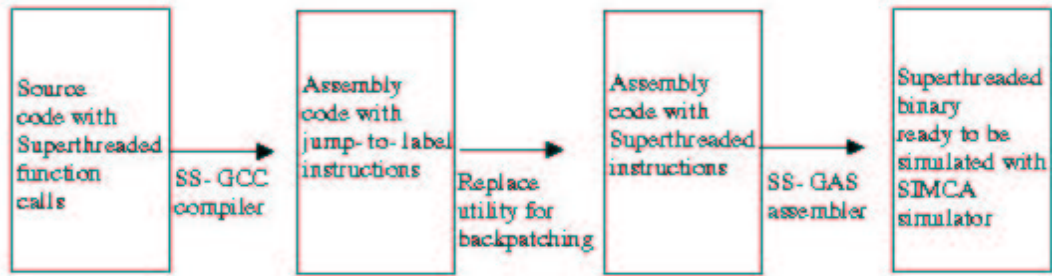 Source
code with
Superthreaded
function
calls
SS-GCC
compiler
Assembly
code with
jump-to-label
instructions
Replace
utility for
backpatching
Assembly
code with
Superthreaded
instructions
SS-GAS
assembler
Superthreaded
binary
ready to be
simulated with
SIMCA
simulator